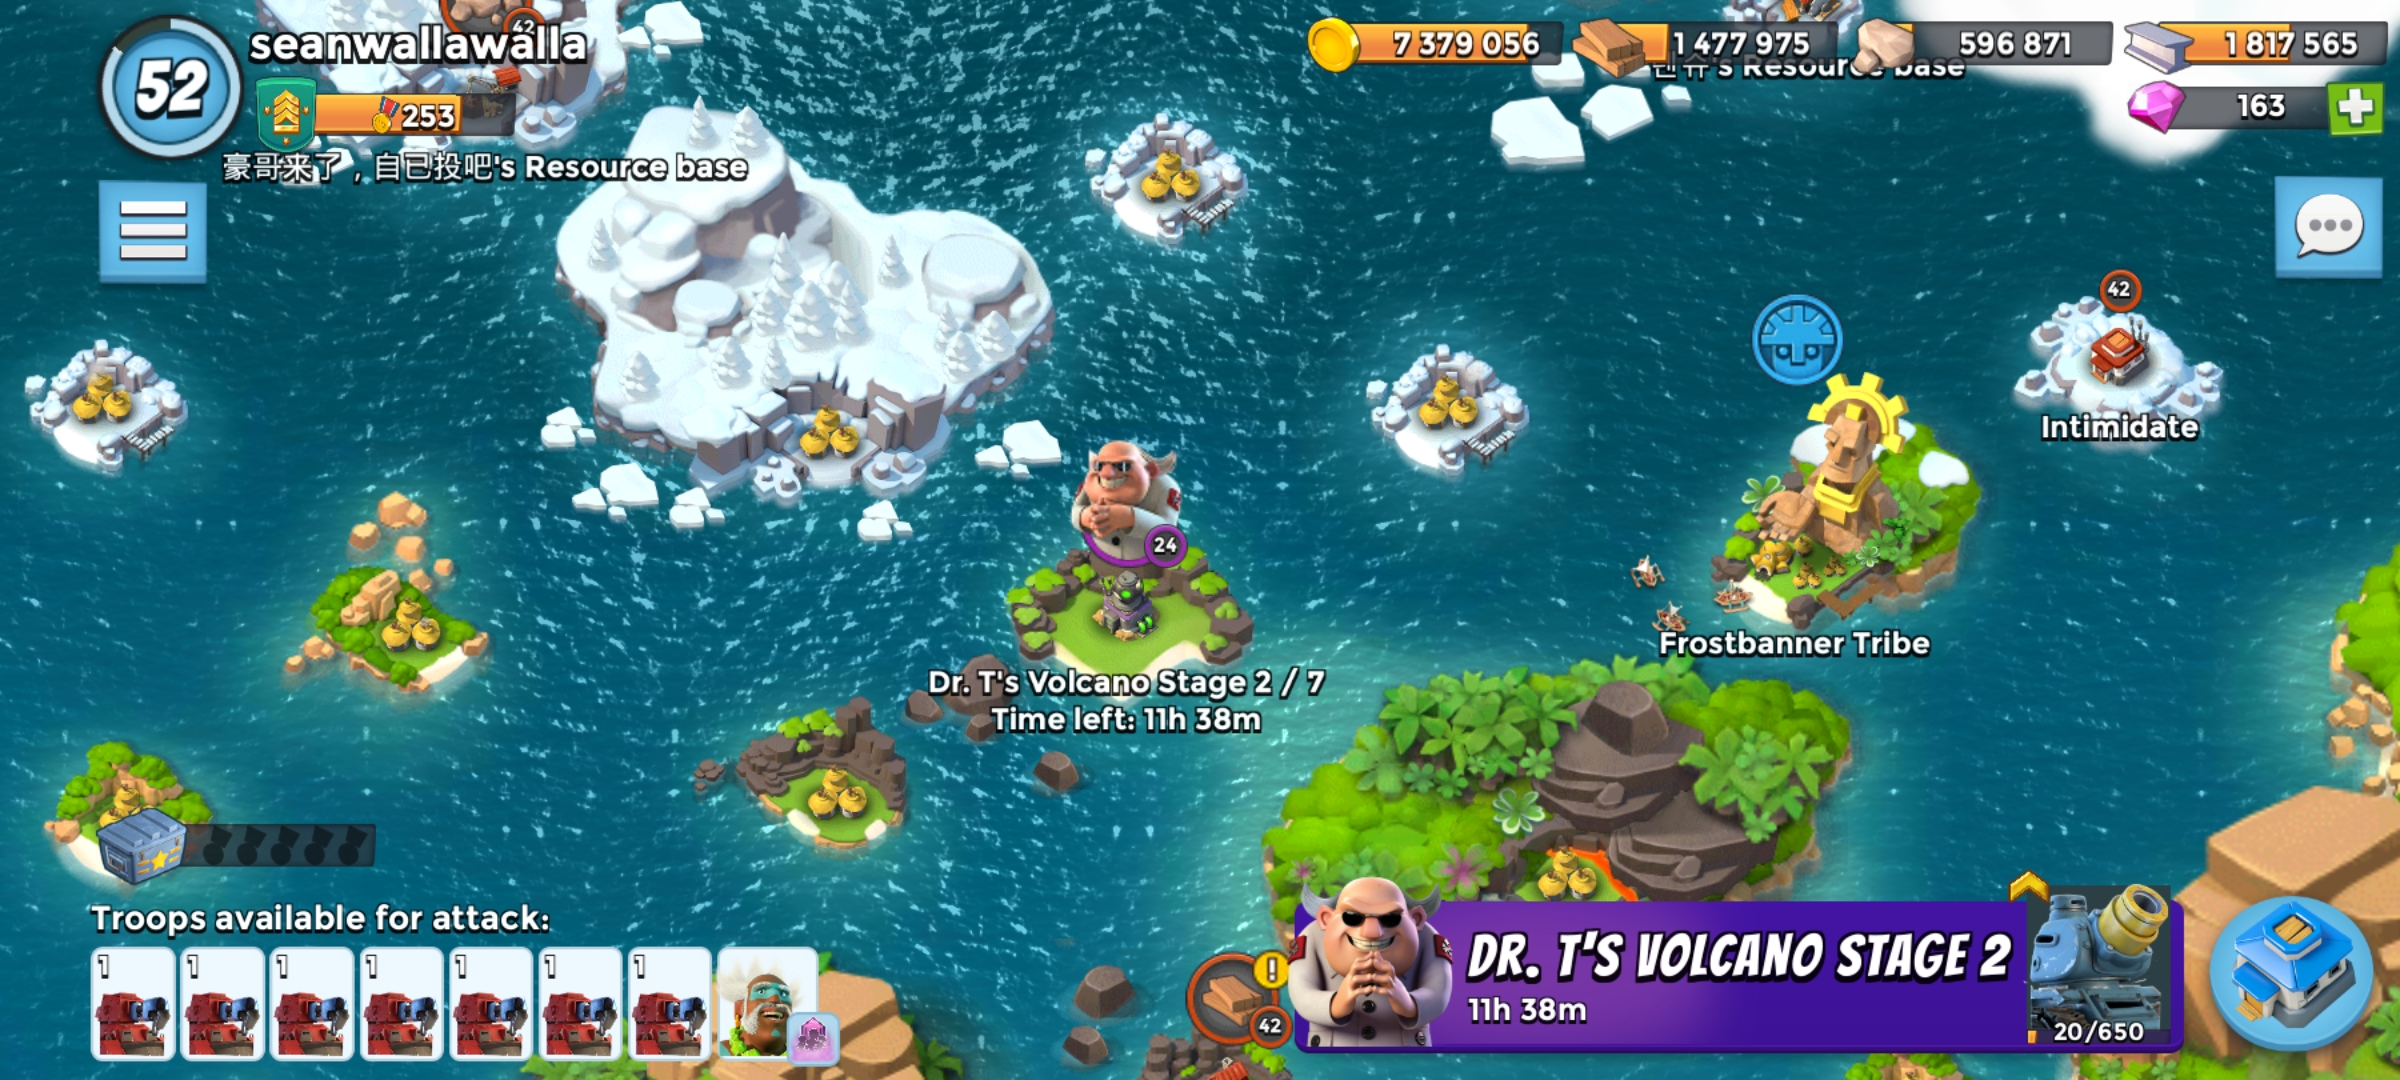 42
52
seanwallawalla
253
豪哥来了，自已投吧's Resource base
7 379 056
1 477 975
596 871
1 817 565
's Resource base
163
42
Intimidate
24
Frostbanner Tribe
Dr. T's Volcano Stage 2 / 7
Time left: 11h 38m
Troops available for attack:
1
1
1
1
1
1
1
!
42
DR. T'S VOLCANO STAGE 2
11h 38m
20/650